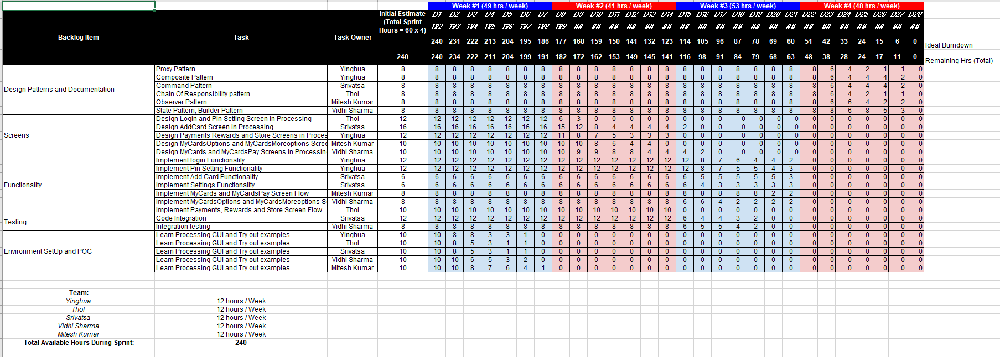 Week #1 (49 hrs / week) Week #2 (41 hrs / week) Week #3 (53 hrs / week) Week #4 (48 hrs / week)
Backlog Item Task Task Owner Initial Estimate (Total Sprint Hours = 60 x 4) D1 D2 D3 D4 D5 D6 D7 D8 D9 D10 D11 D12 D13 D14 D15 D16 D17 D18 D19 D20 D21 D22 D23 D24 D25 D26 D27 D28
## ## ## ## ## ## ## ## ## ## ## ## ## ## ## ## ## ## ## ##
240 231 222 213 204 195 186 177 168 159 150 141 132 123 114 105 96 87 78 69 60 51 42 33 24 15 6 0 Ideal Burndown
240 240 234 222 211 204 199 191 182 172 162 153 149 145 141 116 98 91 84 79 68 63 48 38 28 24 17 11 0 Remaining Hrs (Total)
Design Patterns and Documentation
Proxy Pattern Yinghua 8 8 8 8 8 8 8 8 8 8 8 8 8 8 8 8 8 8 8 8 8 8 8 6 4 2 1 1 0
Composite Pattern Yinghua 8 8 8 8 8 8 8 8 8 8 8 8 8 8 8 8 8 8 8 8 8 8 8 6 4 4 4 2 0
Command Pattern Srivatsa 8 8 8 8 8 8 8 8 8 8 8 8 8 8 8 8 8 8 8 8 8 8 8 6 4 4 4 2 0
Chain Of Responsibility pattern Thol 8 8 8 8 8 8 8 8 8 8 8 8 8 8 8 8 8 8 8 8 8 8 8 6 4 2 1 1 0
Observer Pattern Mitesh Kumar 8 8 8 8 8 8 8 8 8 8 8 8 8 8 8 8 8 8 8 8 8 8 8 6 6 4 2 2 0
State Pattern, Builder Pattern Vidhi Sharma 8 8 8 8 8 8 8 8 8 8 8 8 8 8 8 8 8 8 8 8 8 8 8 8 6 8 5 3 0
Screens
Design Login and Pin Setting Screen in Processing Thol 12 12 12 12 12 12 12 12 6 3 0 0 0 0 0 0 0 0 0 0 0 0 0 0 0 0 0 0 0
Design AddCard Screen in Processing Srivatsa 16 16 16 16 16 16 16 16 15 12 8 4 4 4 4 2 0 0 0 0 0 0 0 0 0 0 0 0 0
Design Payments Rewards and Store Screens in Proces Yinghua 12 12 12 12 12 12 12 12 11 8 7 5 3 3 3 0 0 0 0 0 0 0 0 0 0 0 0 0 0
Design MyCardsOptions and MyCardsMoreoptions Scree Mitesh Kumar 10 10 10 10 10 10 10 10 10 10 8 6 4 4 0 0 0 0 0 0 0 0 0 0 0 0 0 0 0
Design MyCards and MyCardsPay Screens in Processin Vidhi Sharma 10 10 10 10 10 10 10 10 10 9 9 8 8 4 4 4 2 0 0 0 0 0 0 0 0 0 0 0 0
Functionality
Implement login Functionality Yinghua 12 12 12 12 12 12 12 12 12 12 12 12 12 12 12 12 8 7 6 4 4 2 0 0 0 0 0 0 0
Implement Pin Setting Functionality Yinghua 12 12 12 12 12 12 12 12 12 12 12 12 12 12 12 12 8 7 5 5 4 3 0 0 0 0 0 0 0
Implement Add Card Functionality Srivatsa 6 6 6 6 6 6 6 6 6 6 6 6 6 6 6 6 5 5 5 5 5 3 0 0 0 0 0 0 0
Implement Settings Functionality Srivatsa 6 6 6 6 6 6 6 6 6 6 6 6 6 6 6 6 4 3 3 3 3 3 0 0 0 0 0 0 0
Implement MyCards and MyCardsPay Screen Flow Mitesh Kumar 8 8 8 8 8 8 8 8 8 8 8 8 8 8 8 8 8 8 8 8 2 2 0 0 0 0 0 0 0
Implement MyCardsOptions and MyCardsMoreoptions S Vidhi Sharma 8 8 8 8 8 8 8 8 8 8 8 8 8 8 8 6 6 4 2 2 2 2 0 0 0 0 0 0 0
Implement Payments, Rewards and Store Screen Flow Thol 10 10 10 10 10 10 10 10 10 10 10 10 10 10 10 0 0 0 0 0 0 0 0 0 0 0 0 0 0
Testing
Code Integration Srivatsa 12 12 12 12 12 12 12 12 12 12 12 12 12 12 12 6 4 4 3 2 0 0 0 0 0 0 0 0 0
Integration testing Vidhi Sharma 8 8 8 8 8 8 8 8 8 8 8 8 8 8 8 6 5 5 4 2 0 0 0 0 0 0 0 0 0
Environment SetUp and POC
Learn Processing GUI and Try out examples Yinghua 10 10 8 8 3 3 1 0 0 0 0 0 0 0 0 0 0 0 0 0 0 0 0 0 0 0 0 0 0
Learn Processing GUI and Try out examples Thol 10 10 8 5 3 1 1 0 0 0 0 0 0 0 0 0 0 0 0 0 0 0 0 0 0 0 0 0 0
Learn Processing GUI and Try out examples Srivatsa 10 10 8 5 3 1 1 0 0 0 0 0 0 0 0 0 0 0 0 0 0 0 0 0 0 0 0 0 0
Learn Processing GUI and Try out examples Vidhi Sharma 10 10 10 6 5 3 2 0 0 0 0 0 0 0 0 0 0 0 0 0 0 0 0 0 0 0 0 0 0
Learn Processing GUI and Try out examples Mitesh Kumar 10 10 10 8 7 6 4 1 0 0 0 0 0 0 0 0 0 0 0 0 0 0 0 0 0 0 0 0 0
Team:
Yinghua 12 hours / Week
Thol 12 hours / Week
Srivatsa 12 hours / Week
Vidhi Sharma 12 hours / Week
Mitesh Kumar 12 hours / Week
Total Available Hours During Sprint: 240